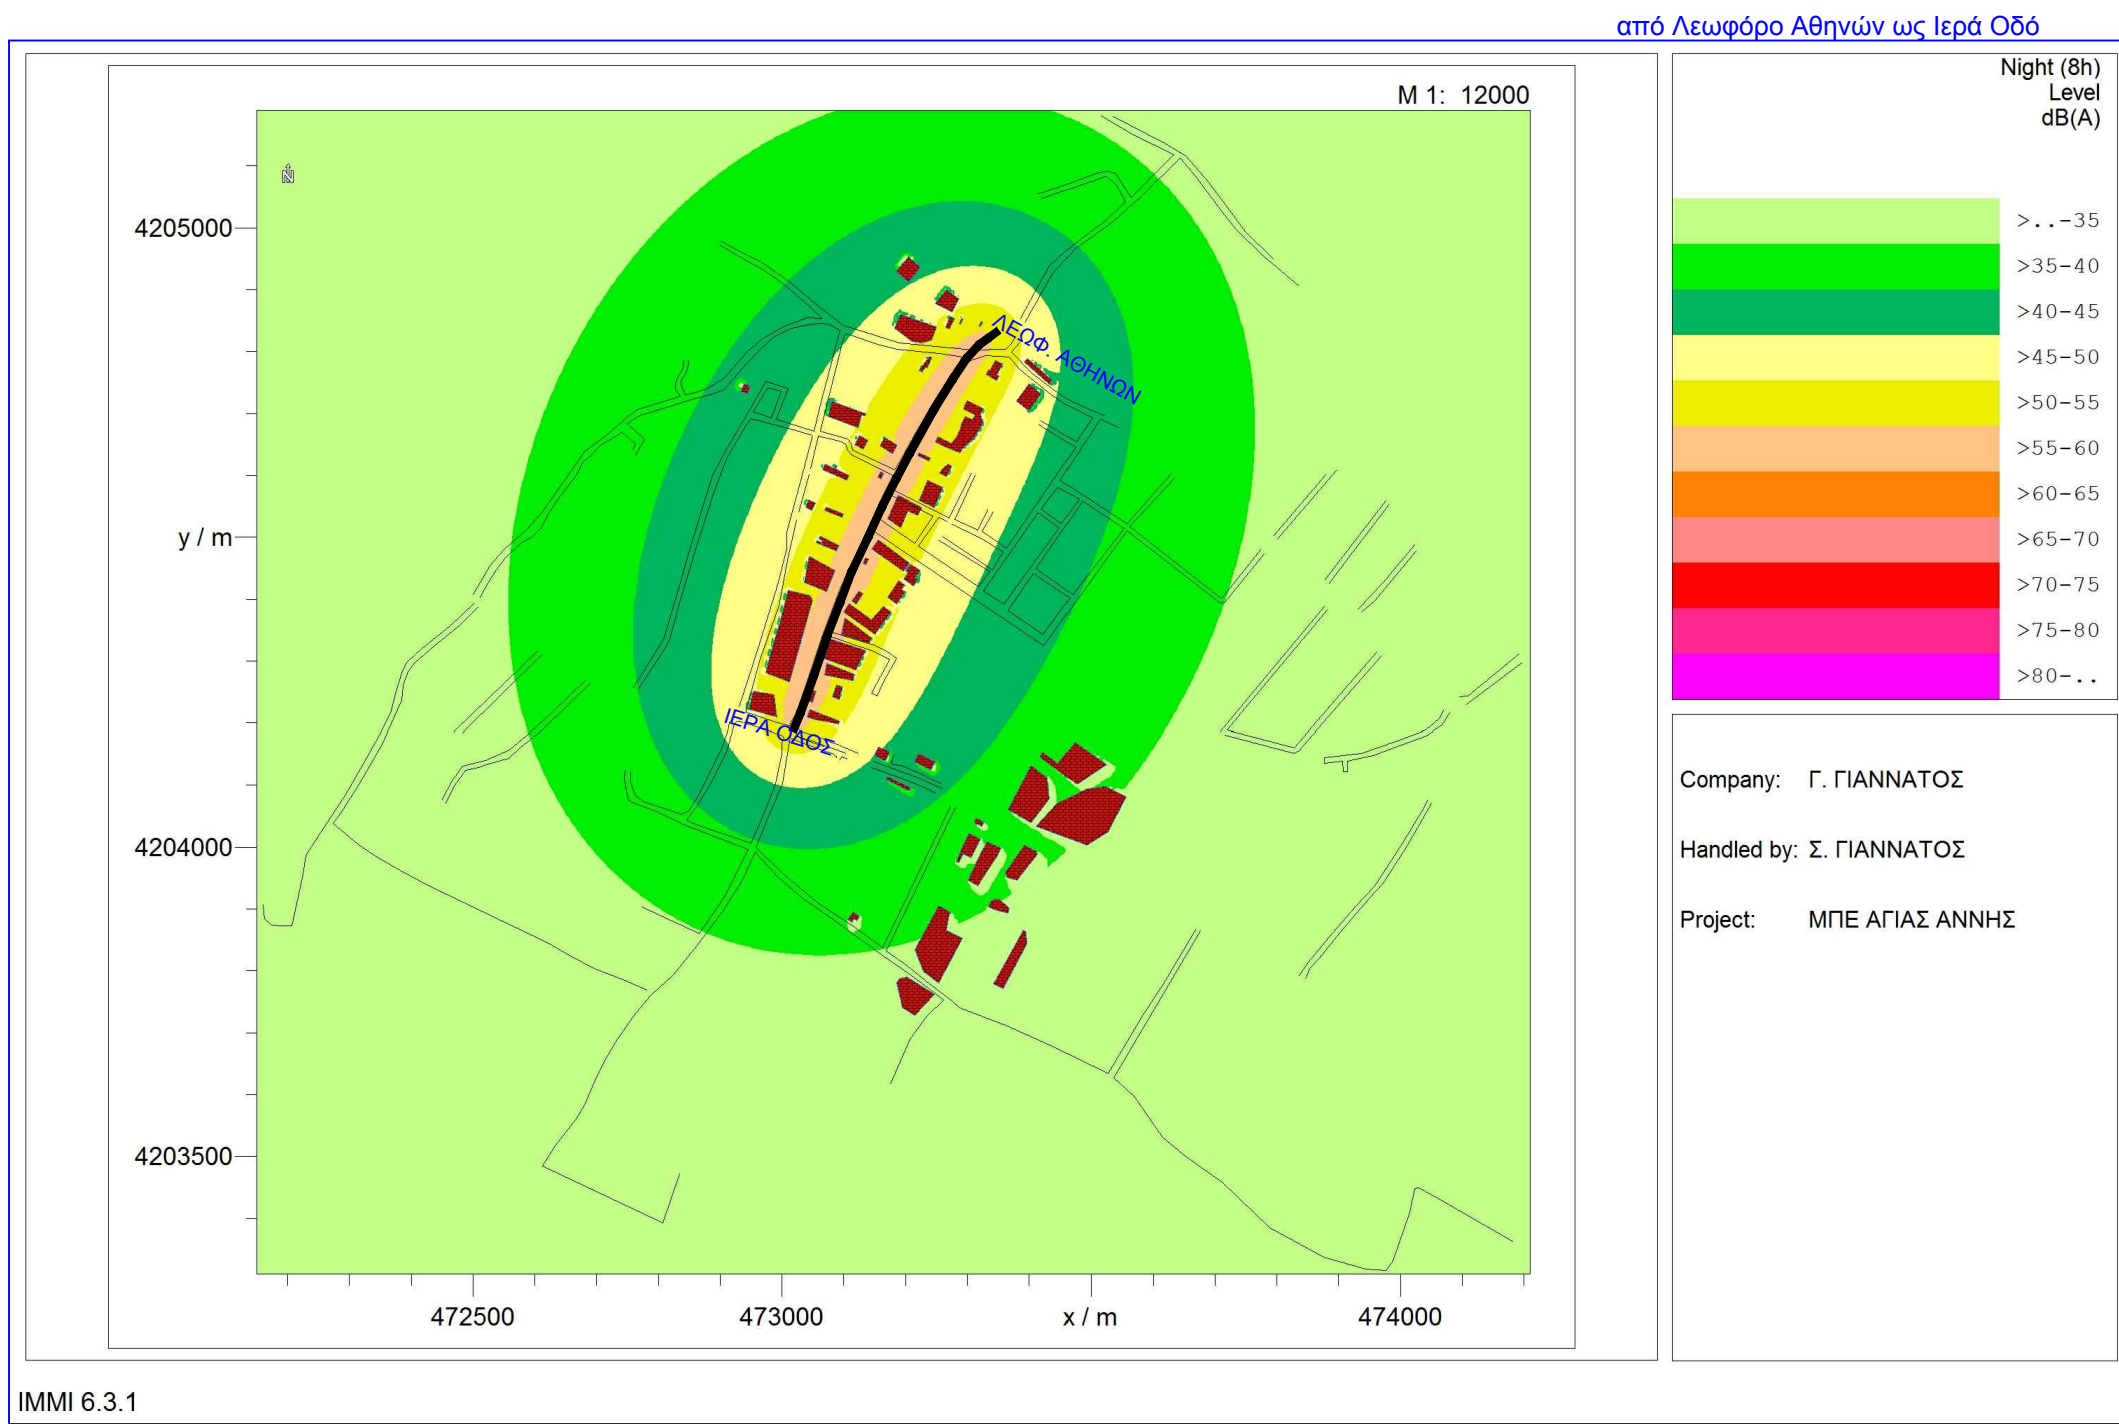 από Λεωφόρο Αθηνών ως Ιερά Οδό
M 1: 12000
N
4205000
y / m
4204000
4203500
472500
473000
x / m
474000
ΛΕΩΦ. ΑΘΗΝΩΝ
ΙΕΡΑ ΟΔΟΣ
Night (8h)
Level
dB(A)
>..-35
>35-40
>40-45
>45-50
>50-55
>55-60
>60-65
>65-70
>70-75
>75-80
>80-..
Company: Γ. ΓΙΑΝΝΑΤΟΣ
Handled by: Σ. ΓΙΑΝΝΑΤΟΣ
Project: ΜΠΕ ΑΓΙΑΣ ΑΝΝΗΣ
IMMI 6.3.1